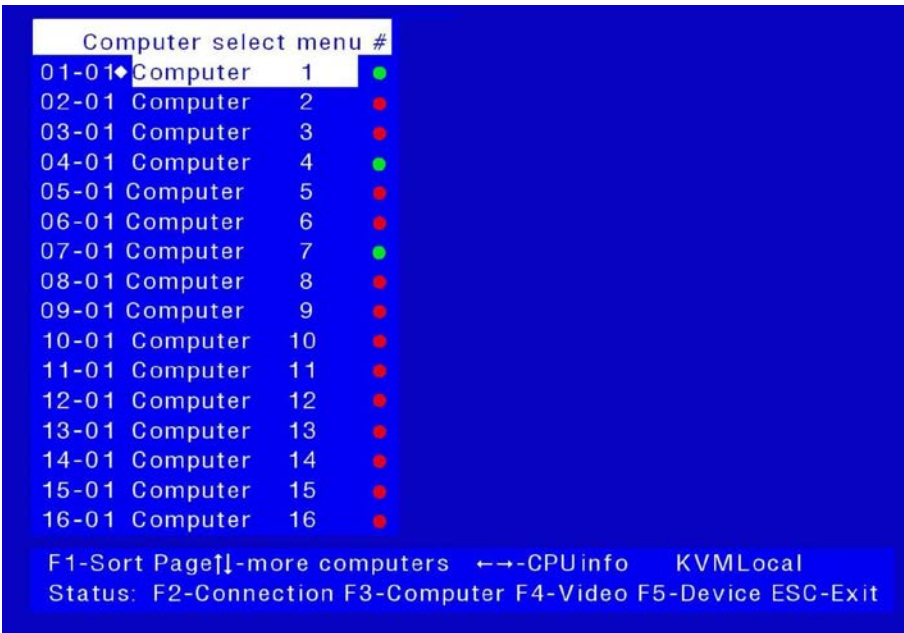 Computer select menu #
01-01◆Computer 1
02-01 Computer 2
03-01 Computer 3
04-01 Computer 4
05-01 Computer 5
06-01 Computer 6
07-01 Computer 7
08-01 Computer 8
09-01 Computer 9
10-01 Computer 10
11-01 Computer 11
12-01 Computer 12
13-01 Computer 13
14-01 Computer 14
15-01 Computer 15
16-01 Computer 16
F1-Sort Page↑↓-more computers ←→-CPUinfo KVMLocal
Status: F2-Connection F3-Computer F4-Video F5-Device ESC-Exit